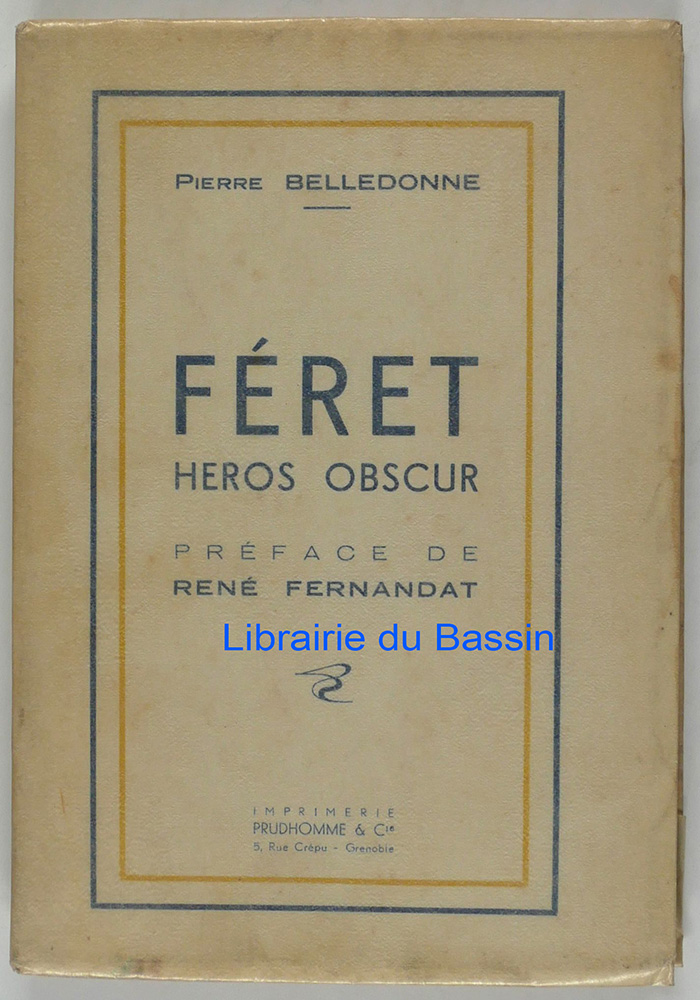 PIERRE BELLEDONNE
FÉRET
HEROS OBSCUR
PRÉFACE DE
RENÉ FERNANDAT
Librairie du Bassin
IMPRIMERIE
PRUDHOMME & Cie
5, Rue Crépu - Grenoble